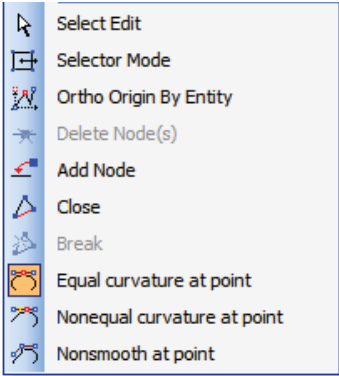 Select Edit
Selector Mode
Ortho Origin By Entity
Delete Node(s)
Add Node
Close
Break
Equal curvature at point
Nonequal curvature at point
Nonsmooth at point